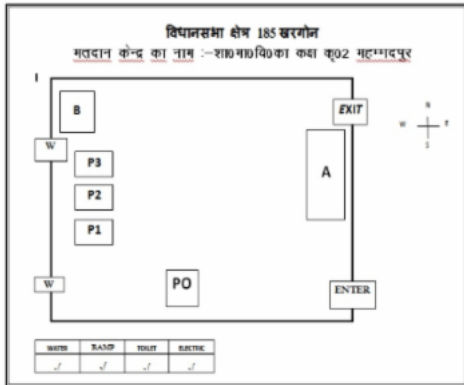 विधानसभा क्षेत्र 185 खरगोन
मतदान केन्द्र का नाम :–शा0मा0वि0का कक्ष कृ02 महम्मदपुर
B
EXIT
N
W
E
S
W
P3
A
P2
P1
W
PO
ENTER
WATER RAMP TOILET ELECTRIC
√ √ √ √